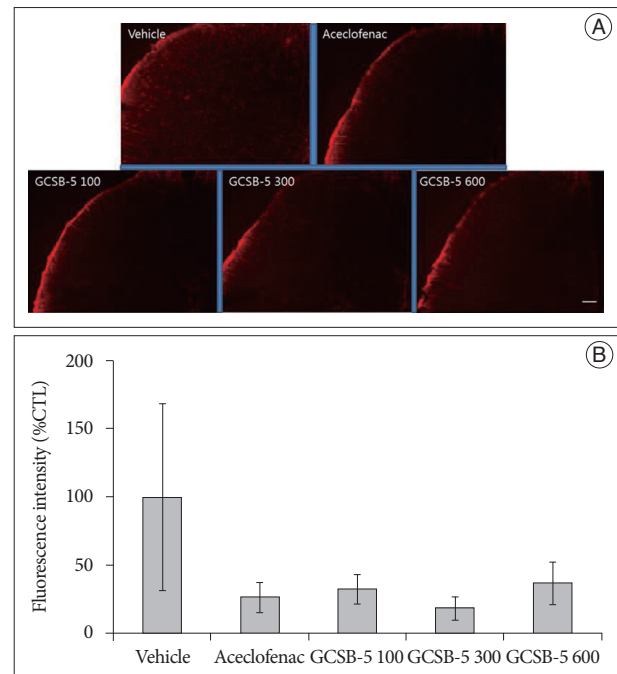 A
Vehicle
Aceclofenac
GCSB-5 100
GCSB-5 300
GCSB-5 600
B
Fluorescence intensity (%CTL)
200
150
100
50
0
Vehicle Aceclofenac GCSB-5 100 GCSB-5 300 GCSB-5 600